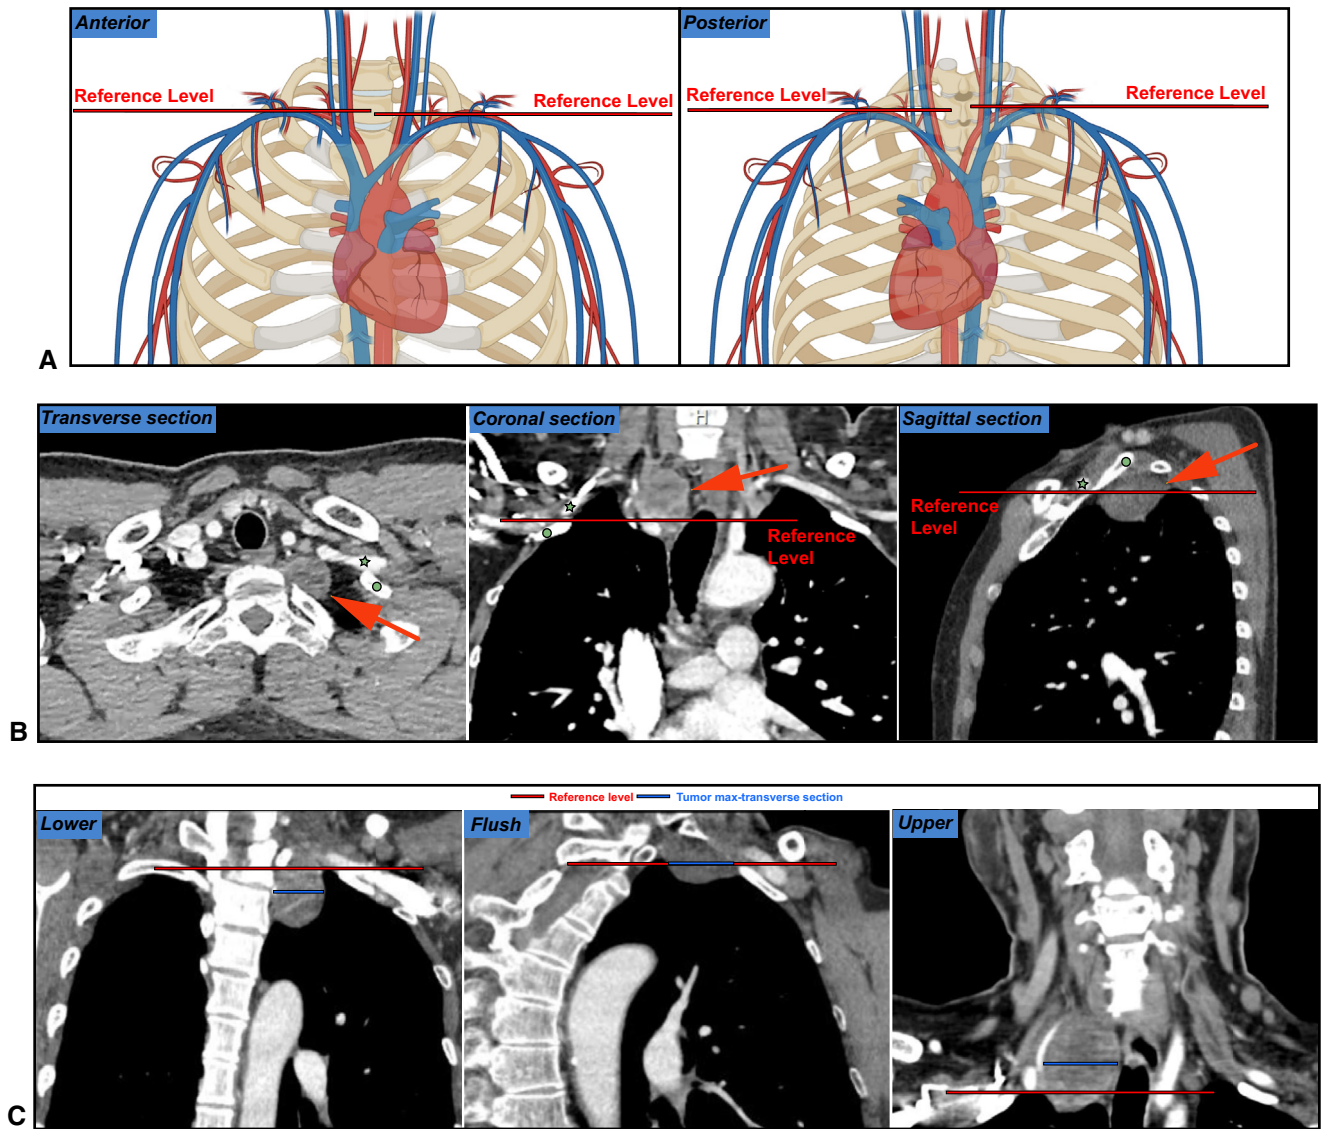 Anterior
Posterior
Reference Level
Reference Level
Reference Level
Reference Level
A
Transverse section
Coronal section
Sagittal section
H
Reference
Level
Reference
Level
B
Reference level
Tumor max-transverse section
Lower
Flush
Upper
C